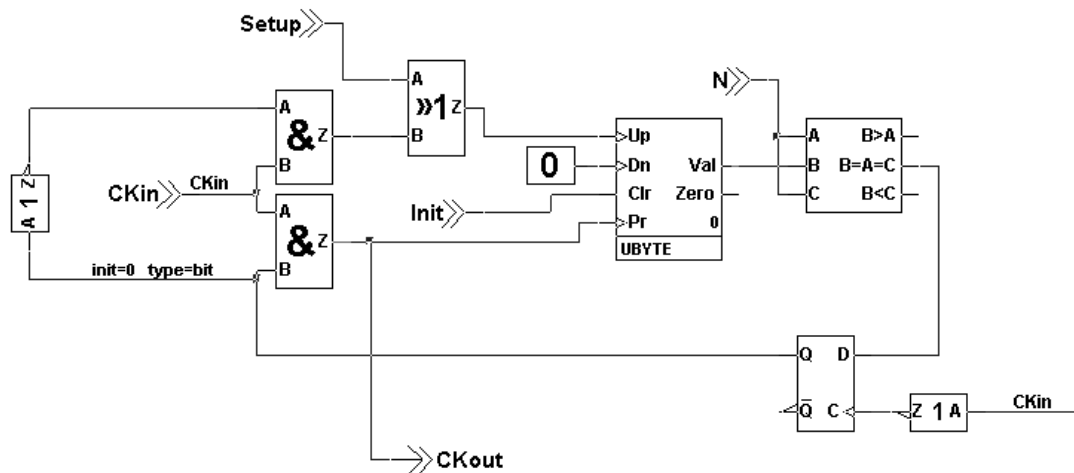 Setup
N
A
»1 Z
B
A
& Z
B
Up
Dn Val
Clr Zero
Pr 0
UBYTE
0
A B>A
B B=A=C
C B<C
A 1 Z
CKin
CKin
Init
A
& Z
B
init=0 type=bit
Q D
Q̅ C
Z 1 A
CKin
CKout